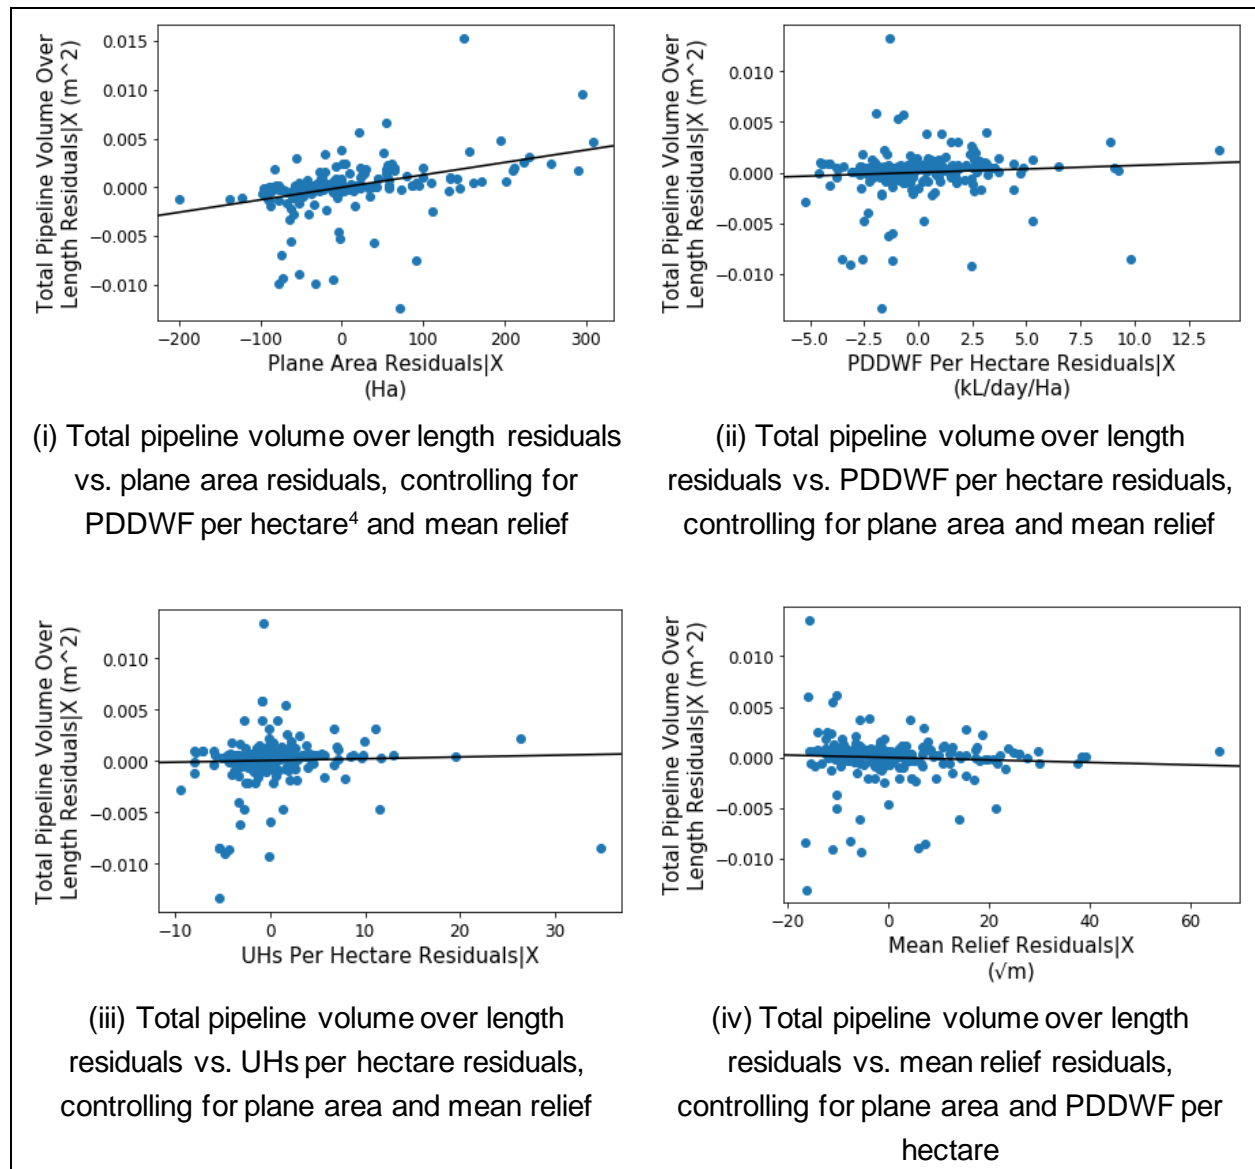 Total Pipeline Volume Over
Length Residuals|X (m^2)
0.015
0.010
0.005
0.000
−0.005
−0.010
−200 −100 0 100 200 300
Plane Area Residuals|X
(Ha)
(i) Total pipeline volume over length residuals
vs. plane area residuals, controlling for
PDDWF per hectare⁴ and mean relief
Total Pipeline Volume Over
Length Residuals|X (m^2)
0.010
0.005
0.000
−0.005
−0.010
−5.0 −2.5 0.0 2.5 5.0 7.5 10.0 12.5
PDDWF Per Hectare Residuals|X
(kL/day/Ha)
(ii) Total pipeline volume over length
residuals vs. PDDWF per hectare residuals,
controlling for plane area and mean relief
Total Pipeline Volume Over
Length Residuals|X (m^2)
0.010
0.005
0.000
−0.005
−0.010
−10 0 10 20 30
UHs Per Hectare Residuals|X
(iii) Total pipeline volume over length
residuals vs. UHs per hectare residuals,
controlling for plane area and mean relief
Total Pipeline Volume Over
Length Residuals|X (m^2)
0.010
0.005
0.000
−0.005
−0.010
−20 0 20 40 60
Mean Relief Residuals|X
(√m)
(iv) Total pipeline volume over length
residuals vs. mean relief residuals,
controlling for plane area and PDDWF per
hectare